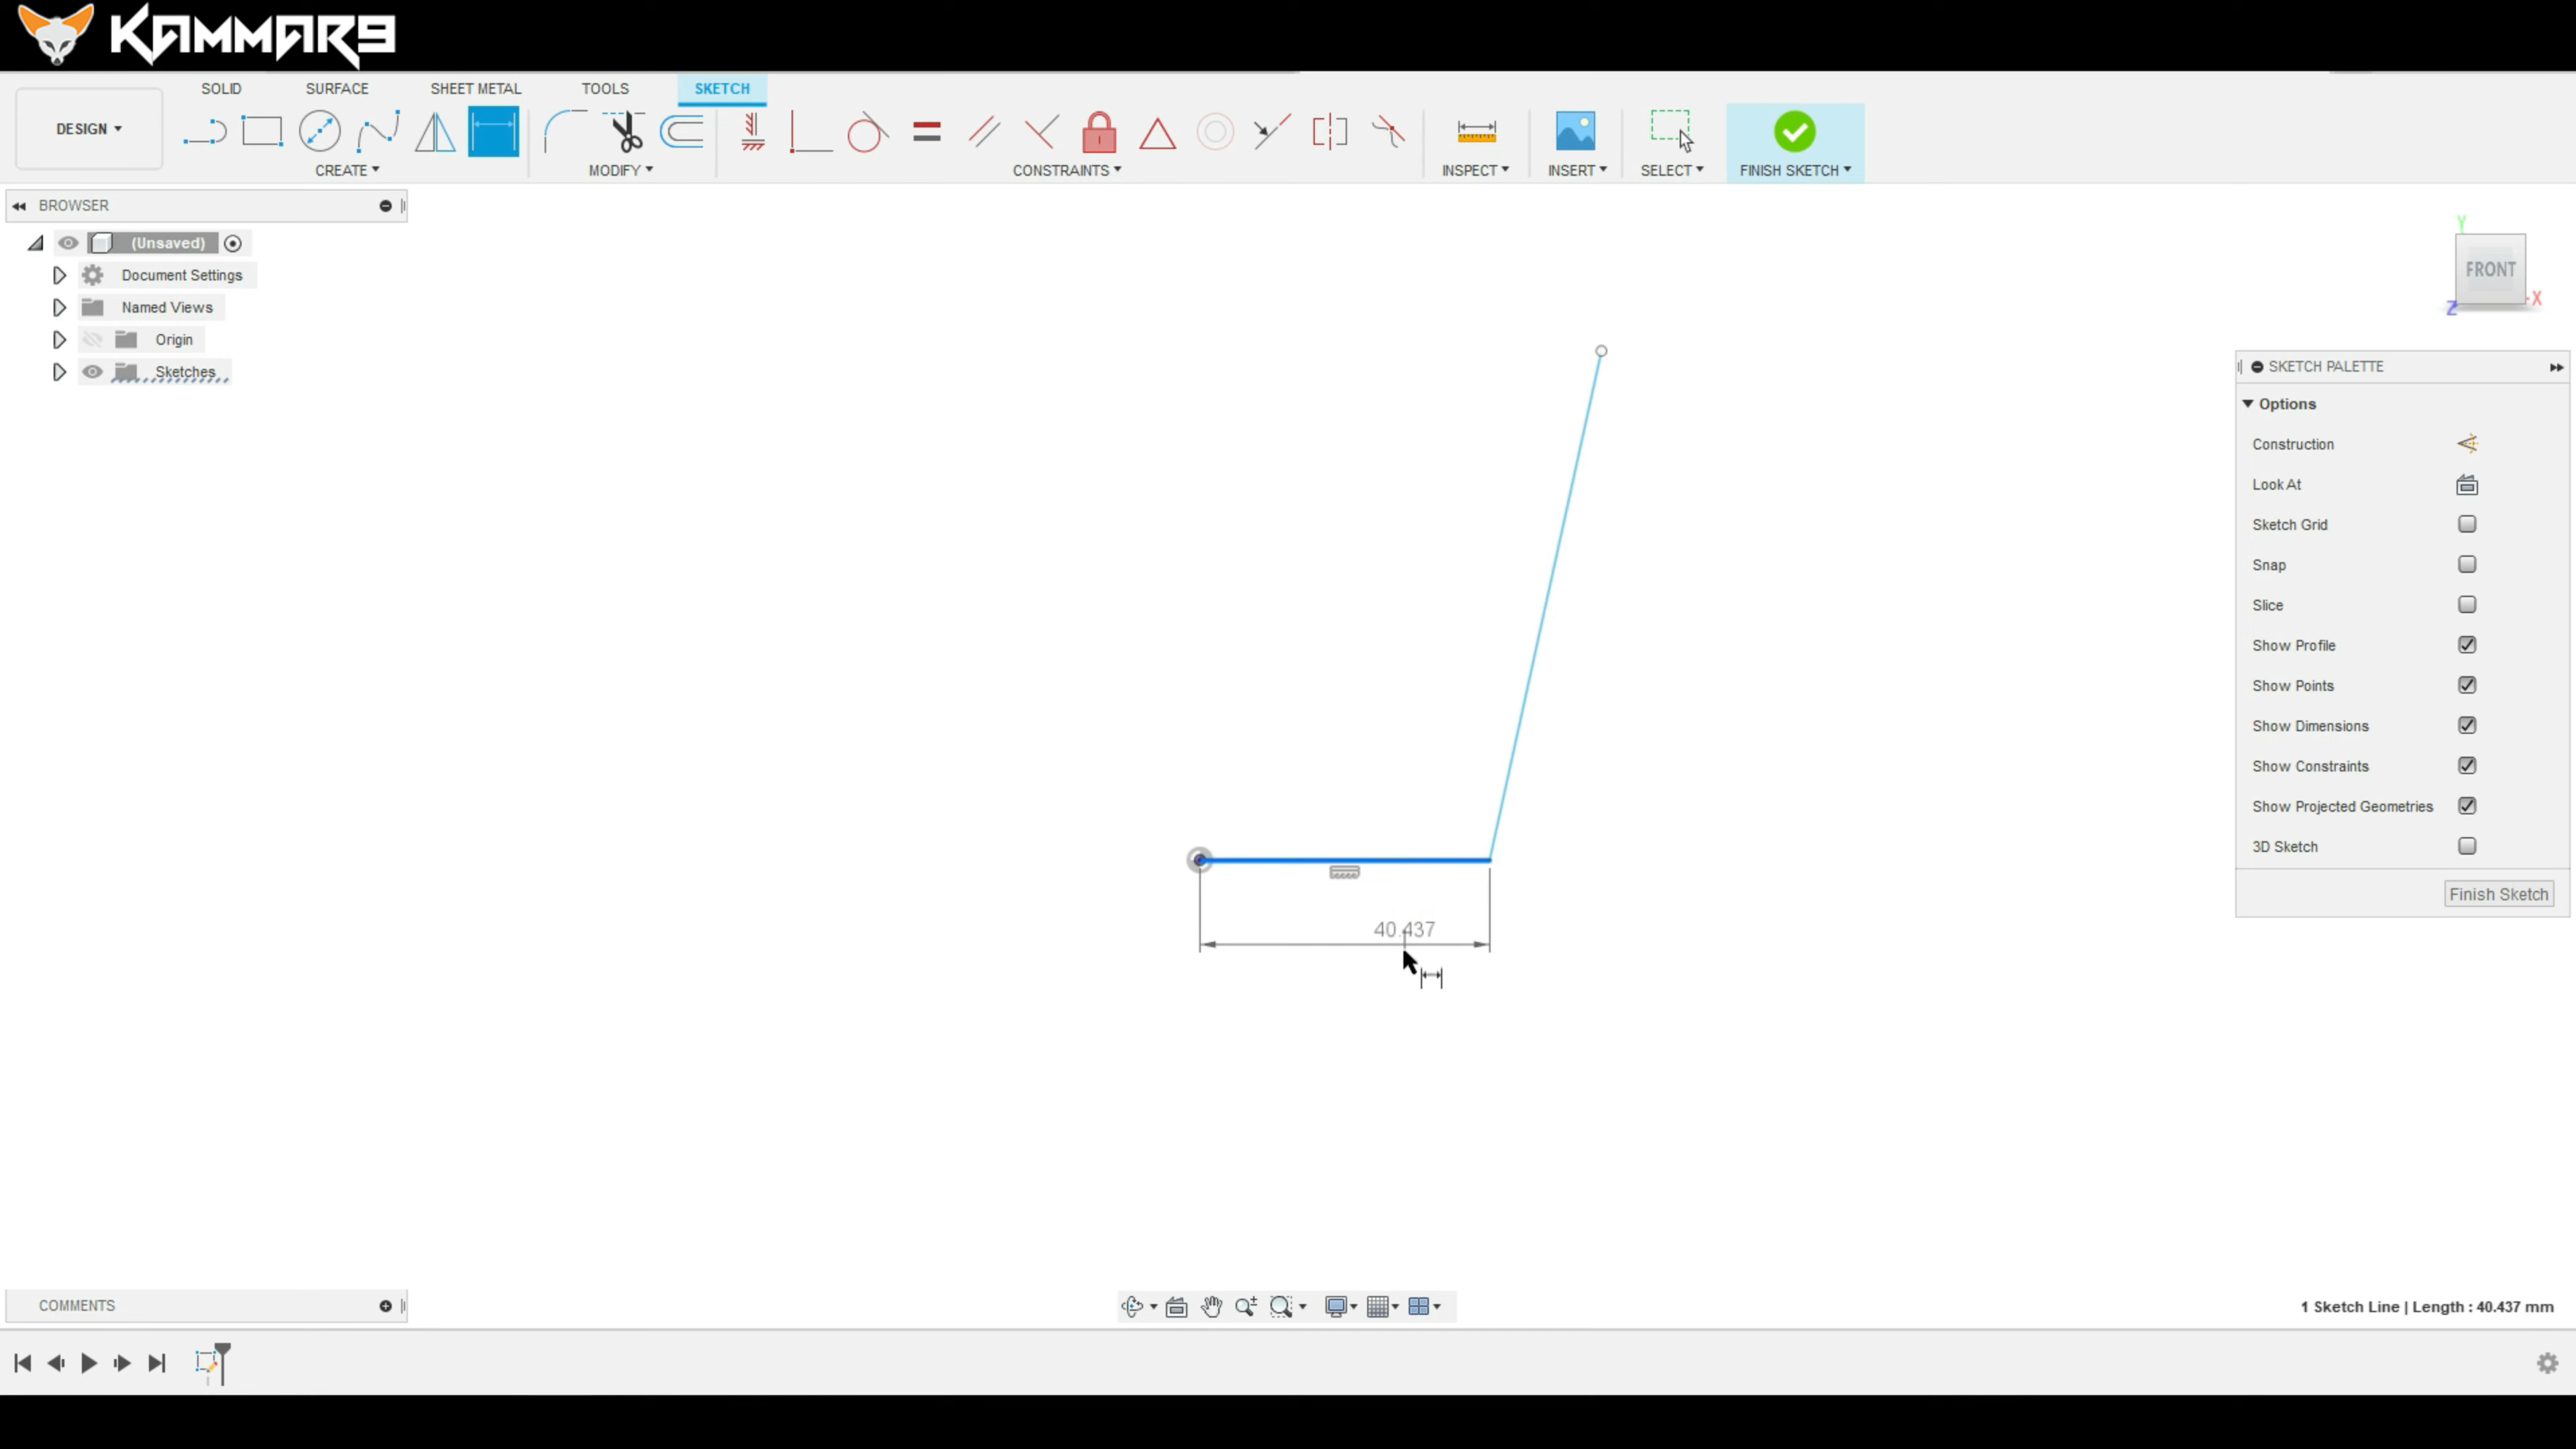 KAMMAR9
SOLID SURFACE SHEET METAL TOOLS SKETCH
DESIGN
CREATE MODIFY CONSTRAINTS INSPECT INSERT SELECT FINISH SKETCH
BROWSER
(Unsaved)
Document Settings
Named Views
Origin
Sketches
Y
FRONT
X
Z
SKETCH PALETTE
Options
Construction
Look At
Sketch Grid
Snap
Slice
Show Profile
Show Points
Show Dimensions
Show Constraints
Show Projected Geometries
3D Sketch
Finish Sketch
40.437
COMMENTS
1 Sketch Line | Length : 40.437 mm